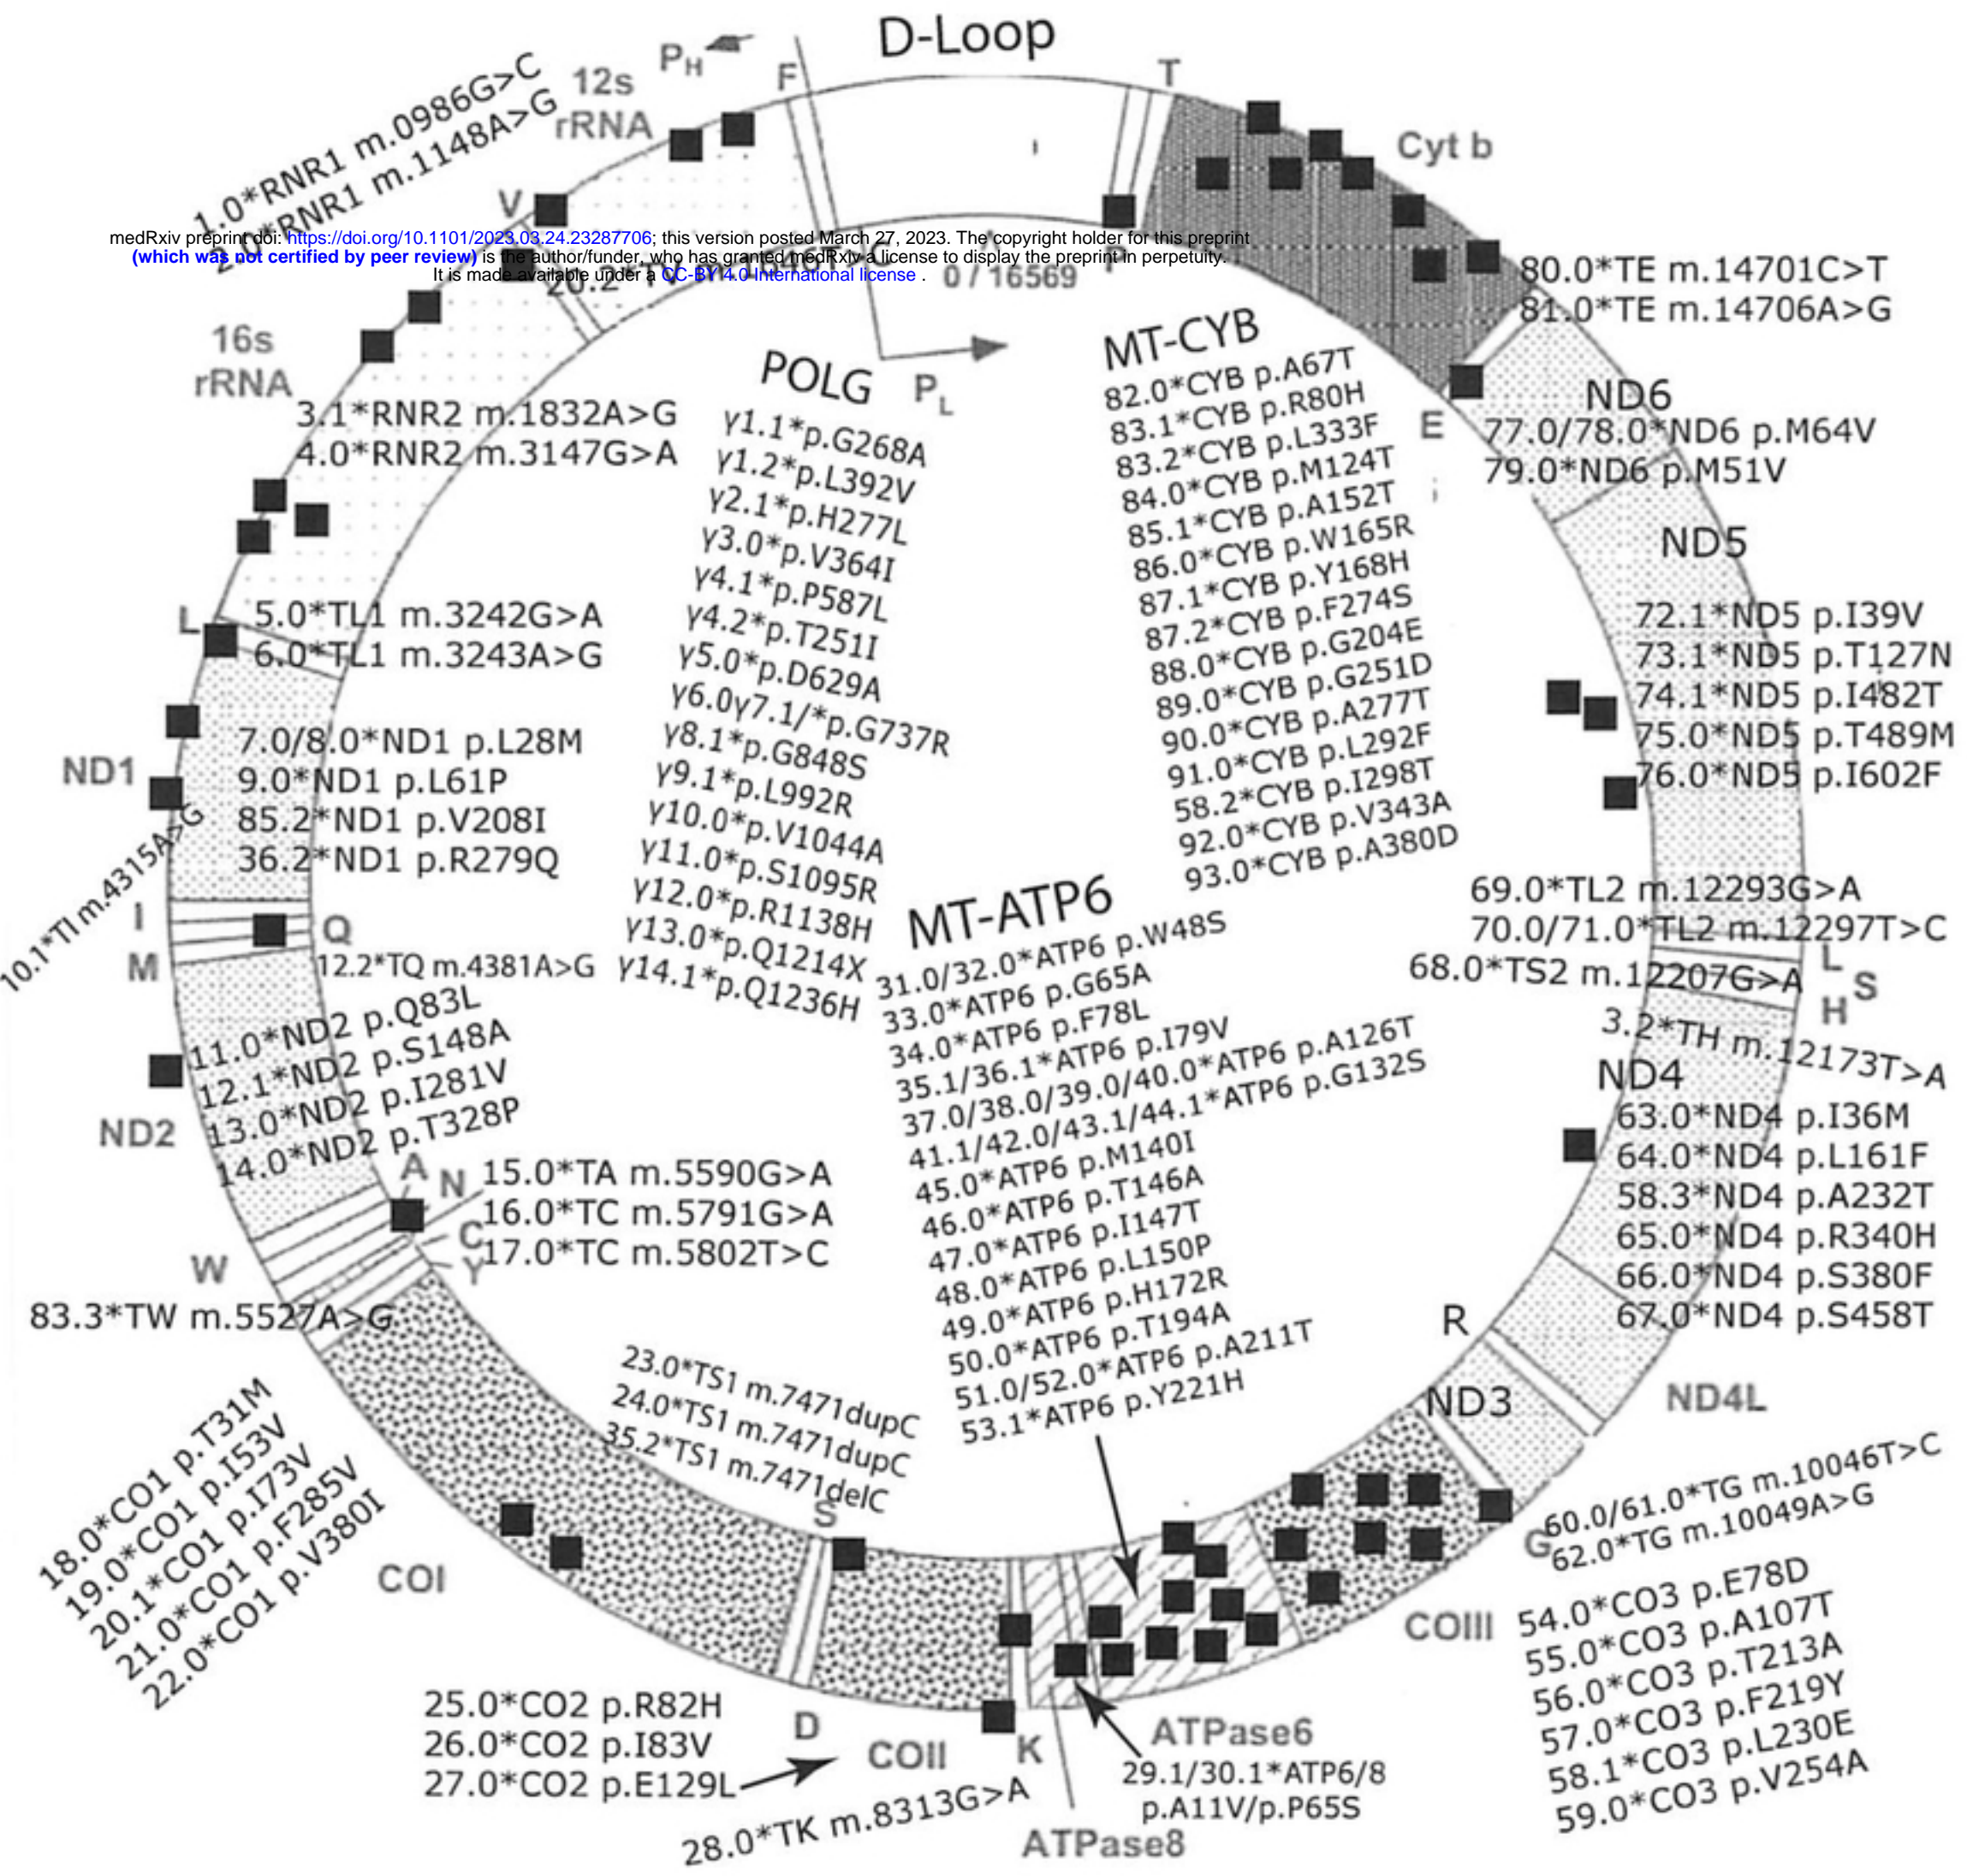 D-Loop
PH
F
T
12s
rRNA
Cyt b
1.0*RNR1 m.0986G>C
2.0*RNR1 m.1148A>G
V
medRxiv preprint doi: https://doi.org/10.1101/2023.03.24.23287706; this version posted March 27, 2023. The copyright holder for this preprint
(which was not certified by peer review) is the author/funder, who has granted medRxiv a license to display the preprint in perpetuity.
It is made available under a CC-BY 4.0 International license .
20.2*TV m.1646T>C
0 / 16569
P
PL
80.0*TE m.14701C>T
81.0*TE m.14706A>G
16s
rRNA
3.1*RNR2 m.1832A>G
4.0*RNR2 m.3147G>A
POLG
γ1.1*p.G268A
γ1.2*p.L392V
γ2.1*p.H277L
γ3.0*p.V364I
γ4.1*p.P587L
γ4.2*p.T251I
γ5.0*p.D629A
γ6.0γ7.1/*p.G737R
γ8.1*p.G848S
γ9.1*p.L992R
γ10.0*p.V1044A
γ11.0*p.S1095R
γ12.0*p.R1138H
γ13.0*p.Q1214X
γ14.1*p.Q1236H
MT-CYB
82.0*CYB p.A67T
83.1*CYB p.R80H
83.2*CYB p.L333F
84.0*CYB p.M124T
85.1*CYB p.A152T
86.0*CYB p.W165R
87.1*CYB p.Y168H
87.2*CYB p.F274S
88.0*CYB p.G204E
89.0*CYB p.G251D
90.0*CYB p.A277T
91.0*CYB p.L292F
58.2*CYB p.I298T
92.0*CYB p.V343A
93.0*CYB p.A380D
E
ND6
77.0/78.0*ND6 p.M64V
79.0*ND6 p.M51V
ND5
72.1*ND5 p.I39V
73.1*ND5 p.T127N
74.1*ND5 p.I482T
75.0*ND5 p.T489M
76.0*ND5 p.I602F
L
5.0*TL1 m.3242G>A
6.0*TL1 m.3243A>G
ND1
7.0/8.0*ND1 p.L28M
9.0*ND1 p.L61P
85.2*ND1 p.V208I
36.2*ND1 p.R279Q
10.1*TI m.4315A>G
I
Q
M
12.2*TQ m.4381A>G
69.0*TL2 m.12293G>A
70.0/71.0*TL2 m.12297T>C
68.0*TS2 m.12207G>A
L
S
H
3.2*TH m.12173T>A
MT-ATP6
31.0/32.0*ATP6 p.W48S
33.0*ATP6 p.G65A
34.0*ATP6 p.F78L
35.1/36.1*ATP6 p.I79V
37.0/38.0/39.0/40.0*ATP6 p.A126T
41.1/42.0/43.1/44.1*ATP6 p.G132S
45.0*ATP6 p.M140I
46.0*ATP6 p.T146A
47.0*ATP6 p.I147T
48.0*ATP6 p.L150P
49.0*ATP6 p.H172R
50.0*ATP6 p.T194A
51.0/52.0*ATP6 p.A211T
53.1*ATP6 p.Y221H
11.0*ND2 p.Q83L
12.1*ND2 p.S148A
13.0*ND2 p.I281V
14.0*ND2 p.T328P
ND2
ND4
63.0*ND4 p.I36M
64.0*ND4 p.L161F
58.3*ND4 p.A232T
65.0*ND4 p.R340H
66.0*ND4 p.S380F
67.0*ND4 p.S458T
A
N
C
Y
15.0*TA m.5590G>A
16.0*TC m.5791G>A
17.0*TC m.5802T>C
W
83.3*TW m.5527A>G
R
ND3
ND4L
23.0*TS1 m.7471dupC
24.0*TS1 m.7471dupC
35.2*TS1 m.7471delC
S
18.0*CO1 p.T31M
19.0*CO1 p.I53V
20.1*CO1 p.I73V
21.0*CO1 p.F285V
22.0*CO1 p.V380I
COI
G
60.0/61.0*TG m.10046T>C
62.0*TG m.10049A>G
COIII
54.0*CO3 p.E78D
55.0*CO3 p.A107T
56.0*CO3 p.T213A
57.0*CO3 p.F219Y
58.1*CO3 p.L230E
59.0*CO3 p.V254A
25.0*CO2 p.R82H
26.0*CO2 p.I83V
27.0*CO2 p.E129L
D
COII
K
28.0*TK m.8313G>A
ATPase6
29.1/30.1*ATP6/8
p.A11V/p.P65S
ATPase8